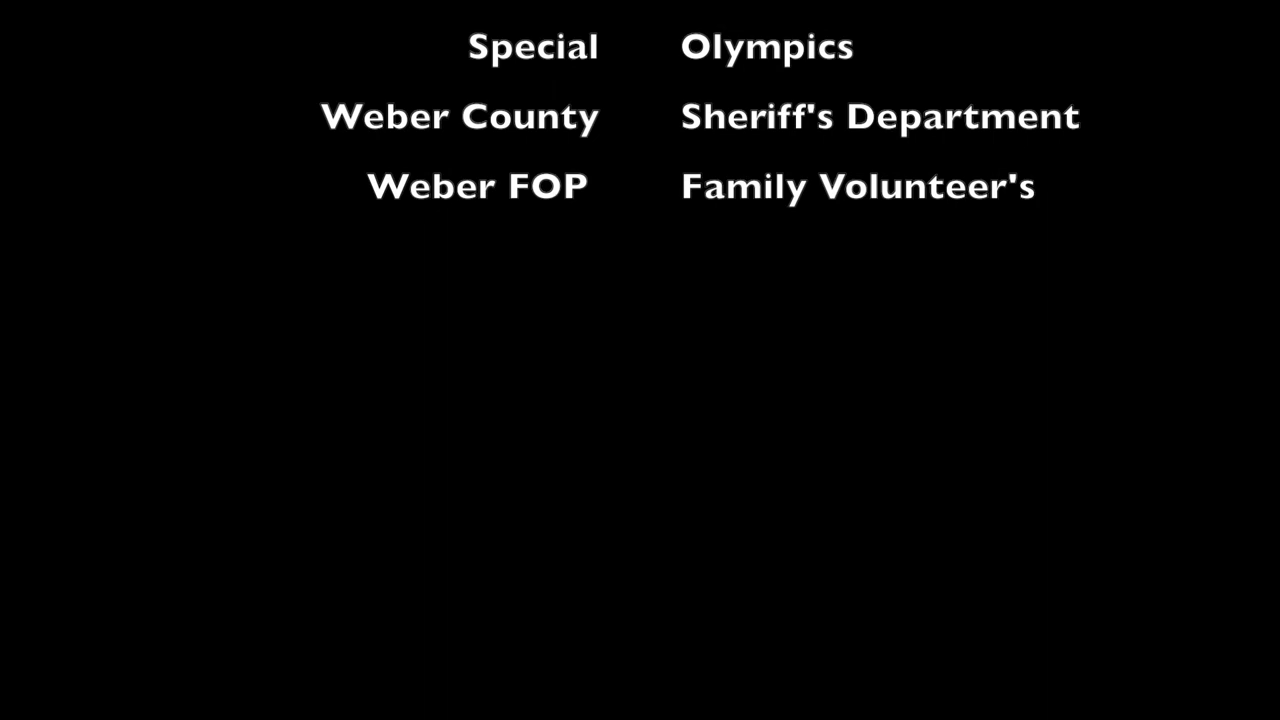 Special Olympics
Weber County Sheriff's Department
Weber FOP Family Volunteer's